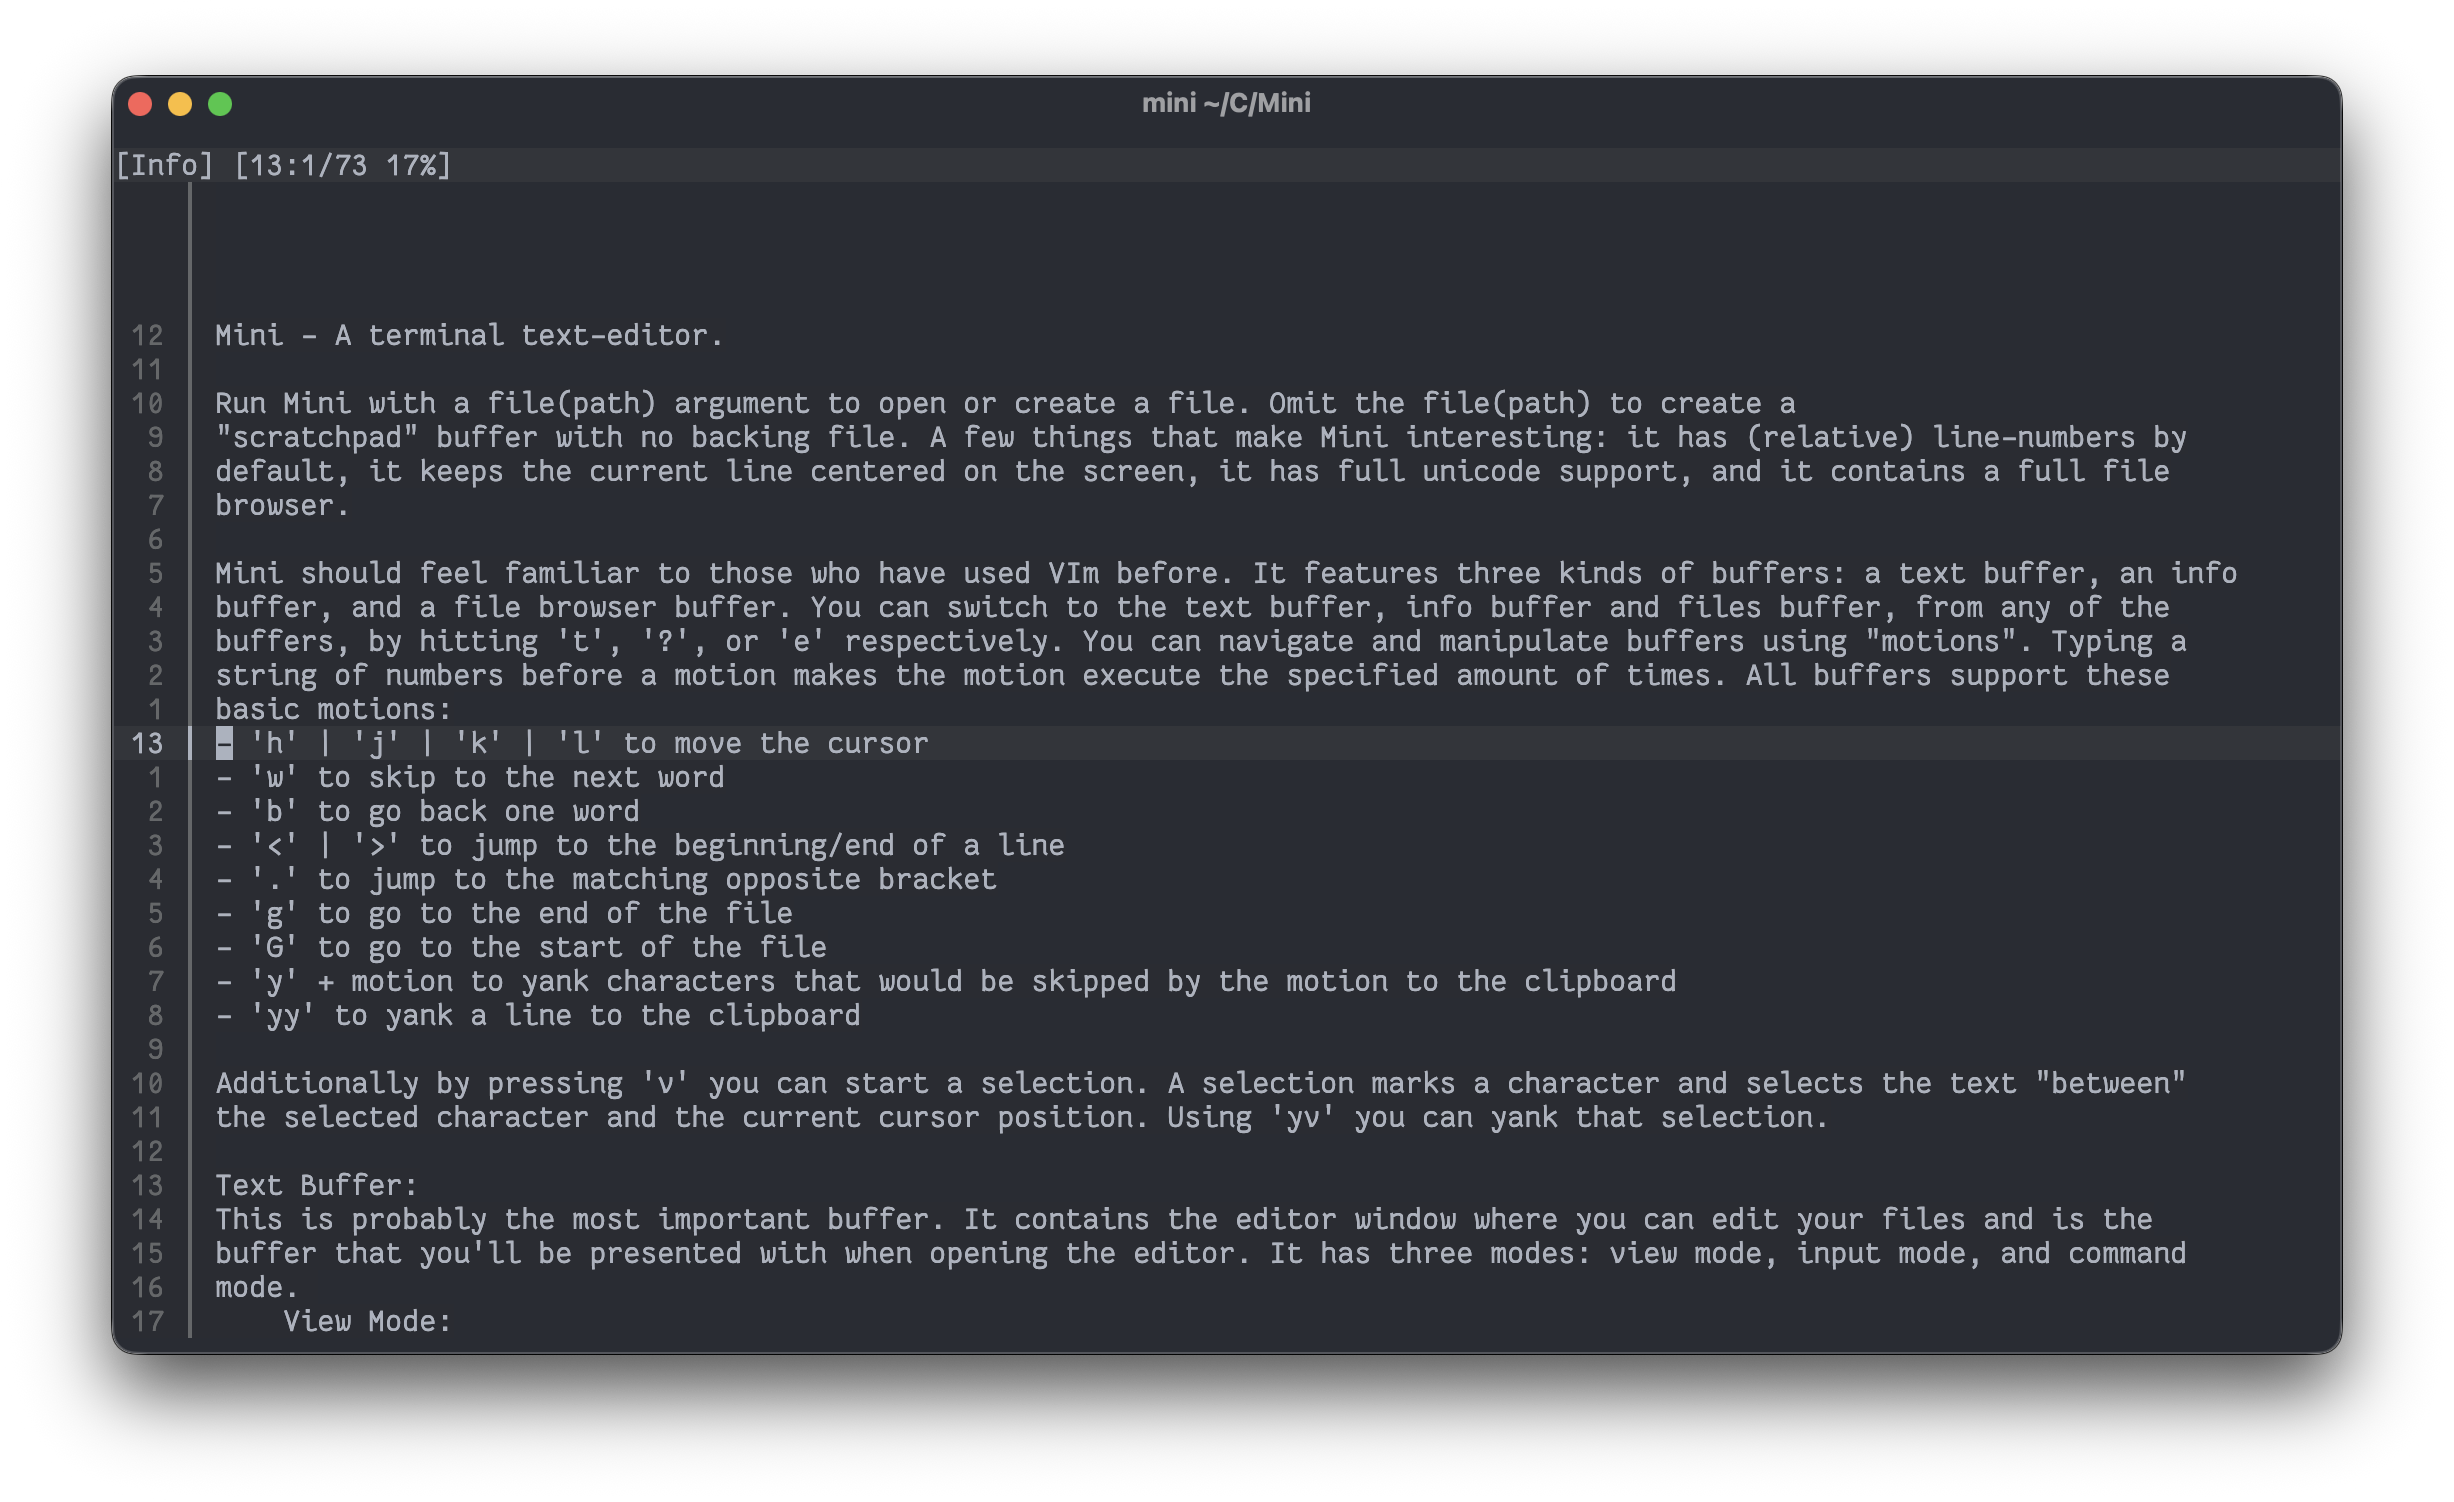 mini ~/C/Mini
[Info] [13:1/73 17%]
12 Mini - A terminal text-editor.
11
10 Run Mini with a file(path) argument to open or create a file. Omit the file(path) to create a
9 "scratchpad" buffer with no backing file. A few things that make Mini interesting: it has (relative) line-numbers by
8 default, it keeps the current line centered on the screen, it has full unicode support, and it contains a full file
7 browser.
6
5 Mini should feel familiar to those who have used VIm before. It features three kinds of buffers: a text buffer, an info
4 buffer, and a file browser buffer. You can switch to the text buffer, info buffer and files buffer, from any of the
3 buffers, by hitting 't', '?', or 'e' respectively. You can navigate and manipulate buffers using "motions". Typing a
2 string of numbers before a motion makes the motion execute the specified amount of times. All buffers support these
1 basic motions:
13 - 'h' | 'j' | 'k' | 'l' to move the cursor
1 - 'w' to skip to the next word
2 - 'b' to go back one word
3 - '<' | '>' to jump to the beginning/end of a line
4 - '.' to jump to the matching opposite bracket
5 - 'g' to go to the end of the file
6 - 'G' to go to the start of the file
7 - 'y' + motion to yank characters that would be skipped by the motion to the clipboard
8 - 'yy' to yank a line to the clipboard
9
10 Additionally by pressing 'v' you can start a selection. A selection marks a character and selects the text "between"
11 the selected character and the current cursor position. Using 'yv' you can yank that selection.
12
13 Text Buffer:
14 This is probably the most important buffer. It contains the editor window where you can edit your files and is the
15 buffer that you'll be presented with when opening the editor. It has three modes: view mode, input mode, and command
16 mode.
17     View Mode: